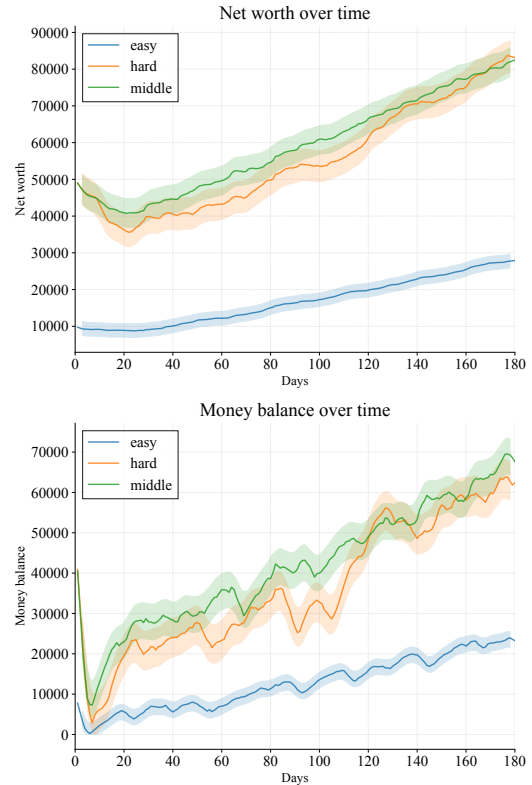 Net worth over time
90000
80000
70000
60000
50000
40000
30000
20000
10000
Net worth
easy
hard
middle
0 20 40 60 80 100 120 140 160 180
Days
Money balance over time
70000
60000
50000
40000
30000
20000
10000
0
Money balance
easy
hard
middle
0 20 40 60 80 100 120 140 160 180
Days